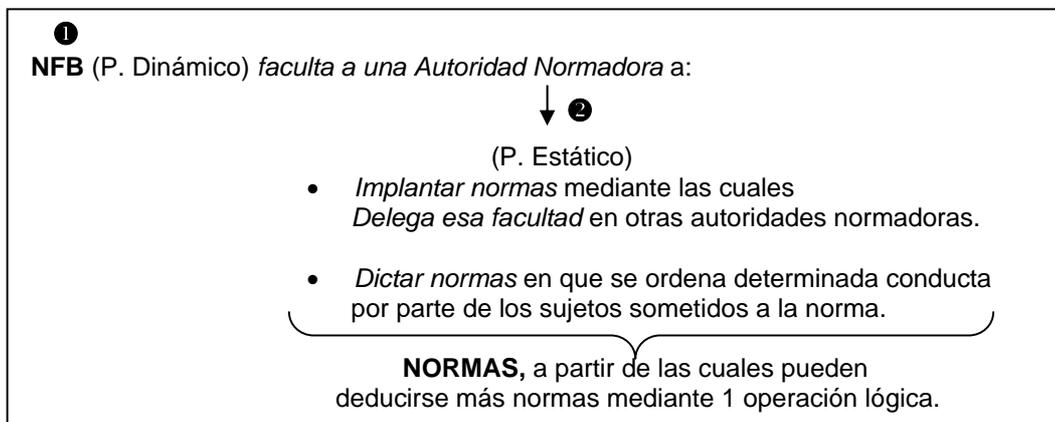 ❶
NFB (P. Dinámico) faculta a una Autoridad Normadora a:
❷
(P. Estático)
• Implantar normas mediante las cuales
Delega esa facultad en otras autoridades normadoras.
• Dictar normas en que se ordena determinada conducta
por parte de los sujetos sometidos a la norma.
NORMAS, a partir de las cuales pueden
deducirse más normas mediante 1 operación lógica.